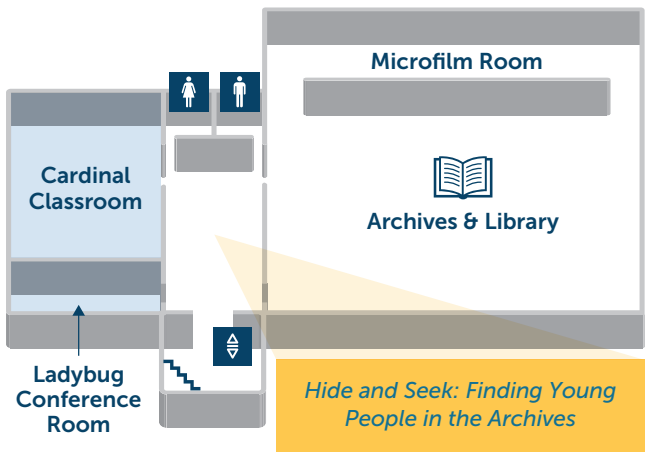 Microfilm Room
Cardinal
Classroom
Archives & Library
Ladybug
Conference
Room
Hide and Seek: Finding Young
People in the Archives